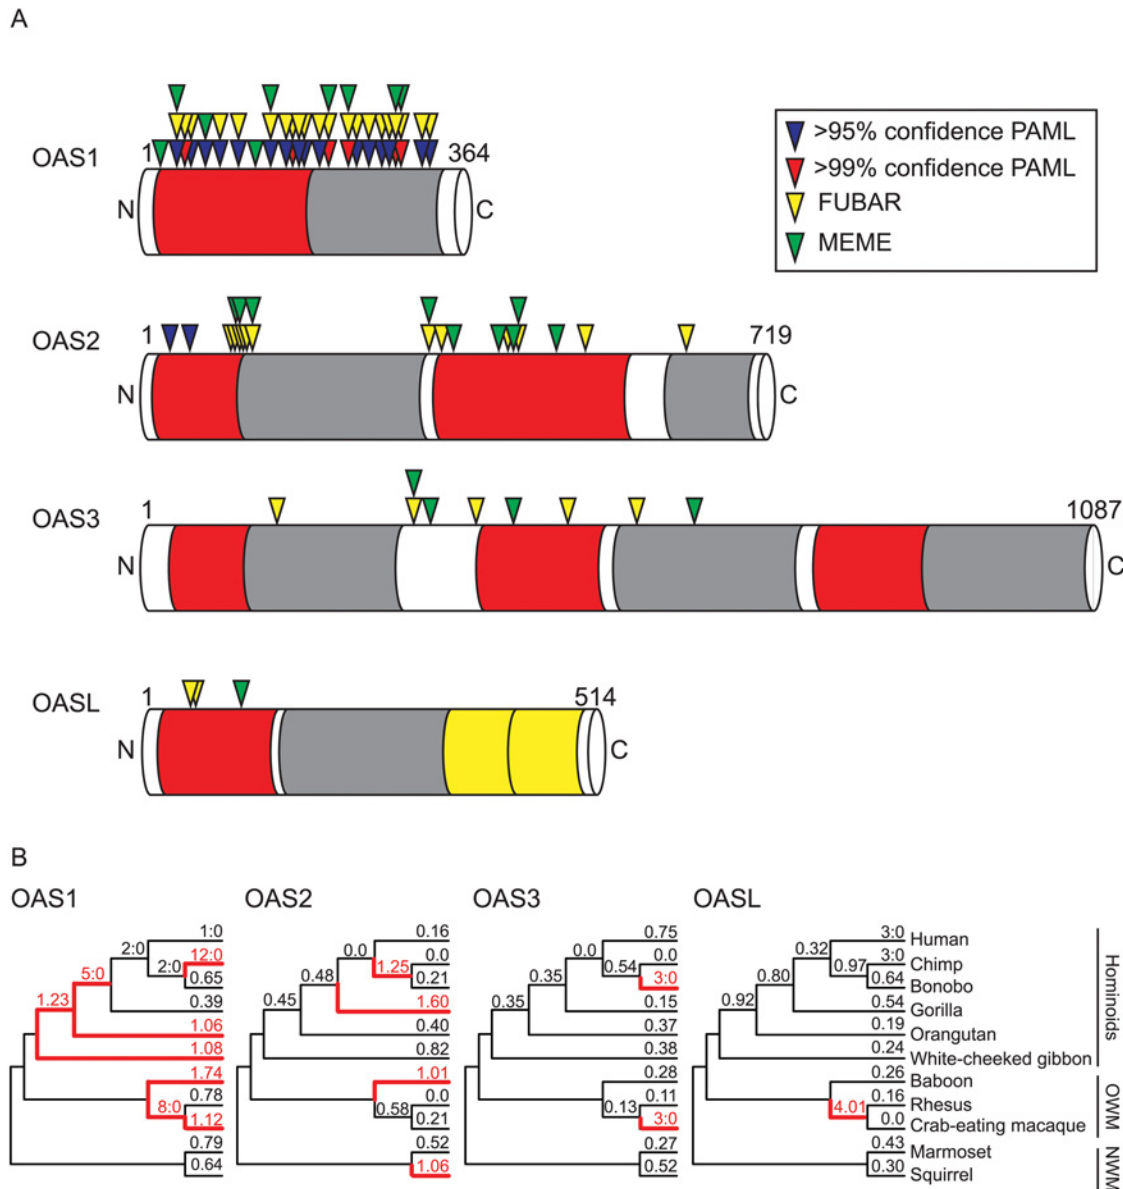 A
OAS1
1
364
N
C
>95% confidence PAML
>99% confidence PAML
FUBAR
MEME
OAS2
1
719
N
C
OAS3
1
1087
N
C
OASL
1
514
N
C
B
OAS1
OAS2
OAS3
OASL
1:0
2:0
12:0
2:0
0.65
5:0
0.39
1.23
1.06
1.08
1.74
0.78
8:0
1.12
0.79
0.64
0.16
0.0
0.0
1.25
0.21
0.48
1.60
0.45
0.40
0.82
1.01
0.0
0.58
0.21
0.52
1.06
0.75
0.0
0.0
0.54
3:0
0.35
0.15
0.35
0.37
0.38
0.28
0.11
0.13
3:0
0.27
0.52
3:0
0.32
3:0
0.97
0.64
0.80
0.54
0.92
0.19
0.24
0.26
0.16
4.01
0.0
0.43
0.30
Human
Chimp
Bonobo
Gorilla
Orangutan
White-cheeked gibbon
Baboon
Rhesus
Crab-eating macaque
Marmoset
Squirrel
Hominoids
OWM
NWM